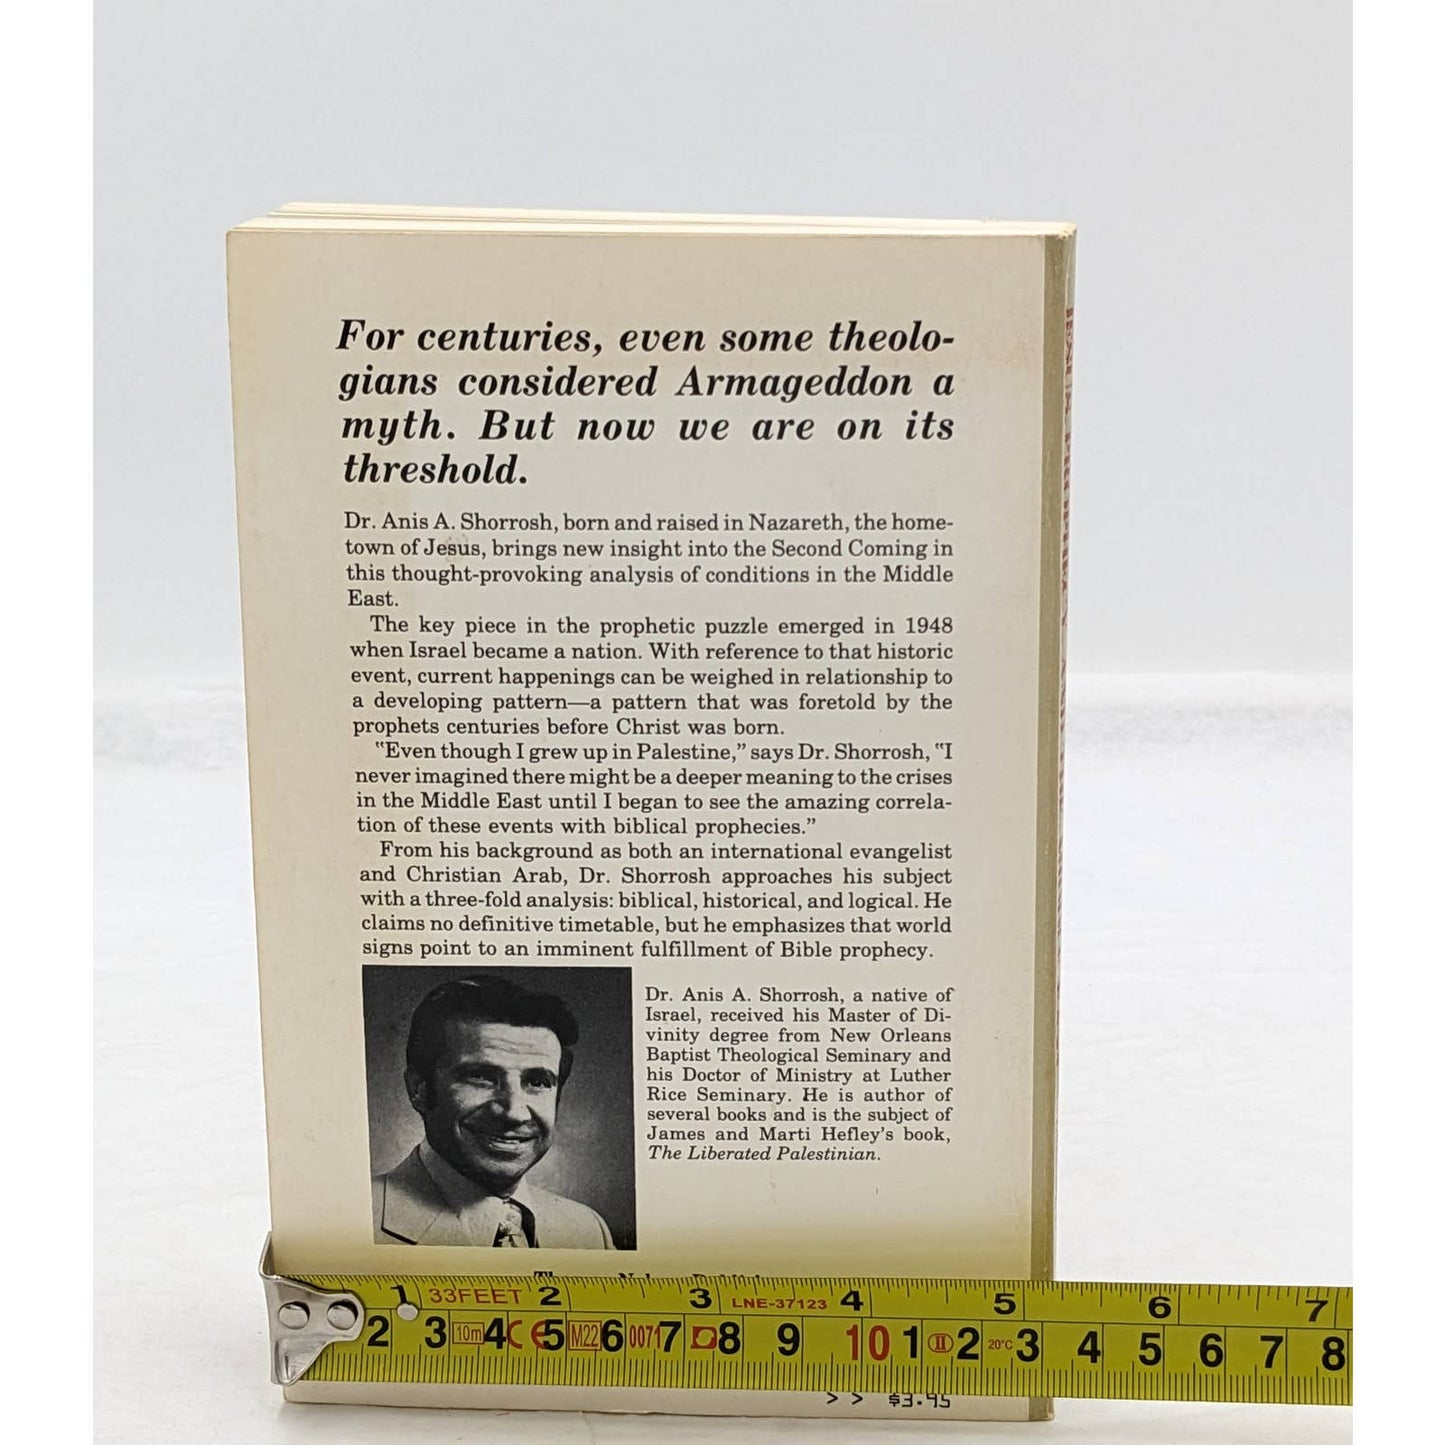 For centuries, even some theolo-
gians considered Armageddon a
myth. But now we are on its
threshold.
Dr. Anis A. Shorrosh, born and raised in Nazareth, the home-
town of Jesus, brings new insight into the Second Coming in
this thought-provoking analysis of conditions in the Middle
East.
The key piece in the prophetic puzzle emerged in 1948
when Israel became a nation. With reference to that historic
event, current happenings can be weighed in relationship to
a developing pattern—a pattern that was foretold by the
prophets centuries before Christ was born.
"Even though I grew up in Palestine," says Dr. Shorrosh, "I
never imagined there might be a deeper meaning to the crises
in the Middle East until I began to see the amazing correla-
tion of these events with biblical prophecies."
From his background as both an international evangelist
and Christian Arab, Dr. Shorrosh approaches his subject
with a three-fold analysis: biblical, historical, and logical. He
claims no definitive timetable, but he emphasizes that world
signs point to an imminent fulfillment of Bible prophecy.
Dr. Anis A. Shorrosh, a native of
Israel, received his Master of Di-
vinity degree from New Orleans
Baptist Theological Seminary and
his Doctor of Ministry at Luther
Rice Seminary. He is author of
several books and is the subject of
James and Marti Hefley's book,
The Liberated Palestinian.
1 33FEET 2 3 LNE-37123 4 5 6 7
2 3 10m 4 CE 5 M22 6 0071 7 8 9 10 1 II 2 20°C 3 4 5 6 7 8
> > $3.95